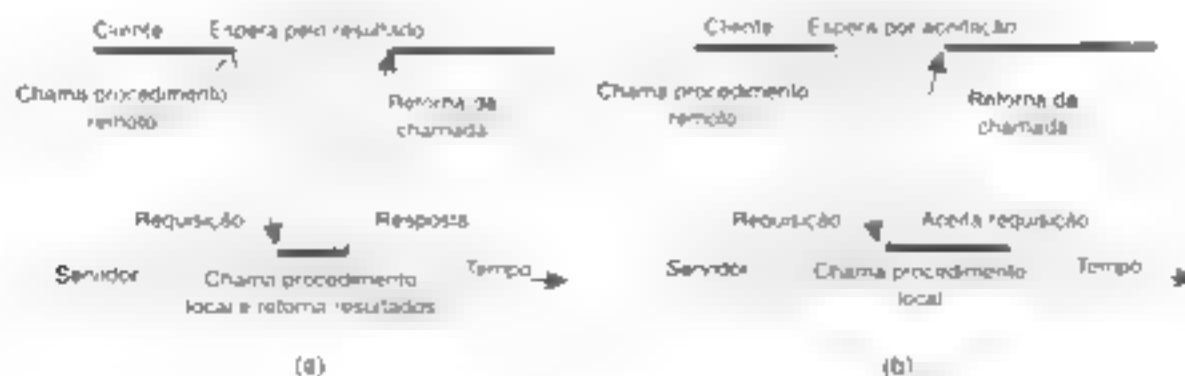 Cliente Espera pelo resultado
Chama procedimento
remoto
Retorna da
chamada
Requisição Resposta
Servidor
Chama procedimento
local e retorna resultados
Tempo
(a)
Cliente Espera por aceitação
Chama procedimento
remoto
Retorna da
chamada
Requisição Aceita requisição
Servidor
Chama procedimento
local
Tempo
(b)